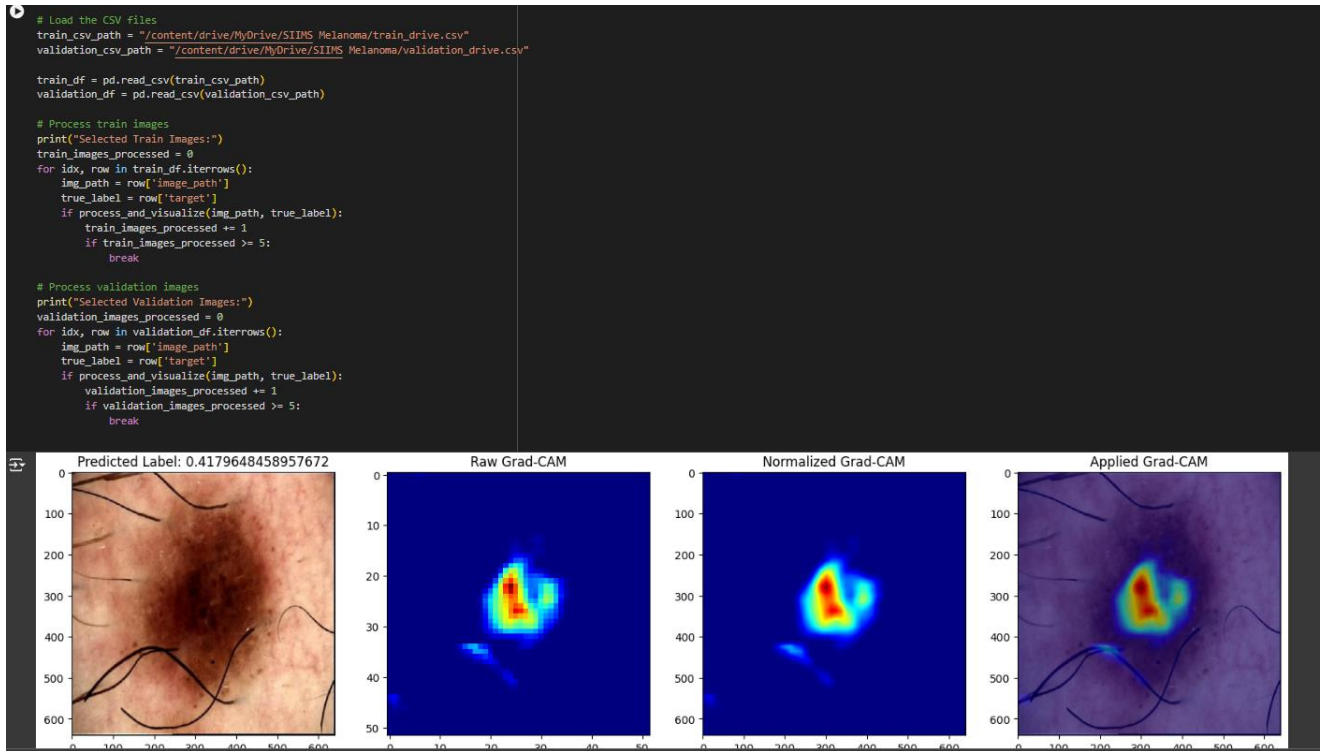 # Load the CSV files
train_csv_path = "/content/drive/MyDrive/SIIMS Melanoma/train_drive.csv"
validation_csv_path = "/content/drive/MyDrive/SIIMS Melanoma/validation_drive.csv"
train_df = pd.read_csv(train_csv_path)
validation_df = pd.read_csv(validation_csv_path)
# Process train images
print("Selected Train Images:")
train_images_processed = 0
for idx, row in train_df.iterrows():
    img_path = row['image_path']
    true_label = row['target']
    if process_and_visualize(img_path, true_label):
        train_images_processed += 1
        if train_images_processed >= 5:
            break
# Process validation images
print("Selected Validation Images:")
validation_images_processed = 0
for idx, row in validation_df.iterrows():
    img_path = row['image_path']
    true_label = row['target']
    if process_and_visualize(img_path, true_label):
        validation_images_processed += 1
        if validation_images_processed >= 5:
            break
Predicted Label: 0.4179648458957672
0
100
200
300
400
500
600
0 100 200 300 400 500 600
Raw Grad-CAM
0
10
20
30
40
50
0 10 20 30 40 50
Normalized Grad-CAM
0
100
200
300
400
500
600
0 100 200 300 400 500 600
Applied Grad-CAM
0
100
200
300
400
500
600
0 100 200 300 400 500 600